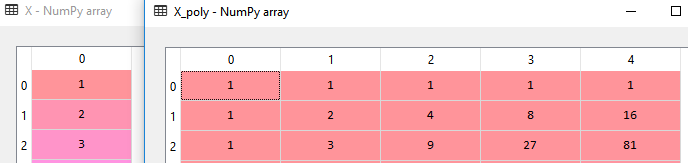 X - NumPy array
X_poly - NumPy array
0
0 1
1 2
2 3
0 1 2 3 4
0 1 1 1 1 1
1 1 2 4 8 16
2 1 3 9 27 81